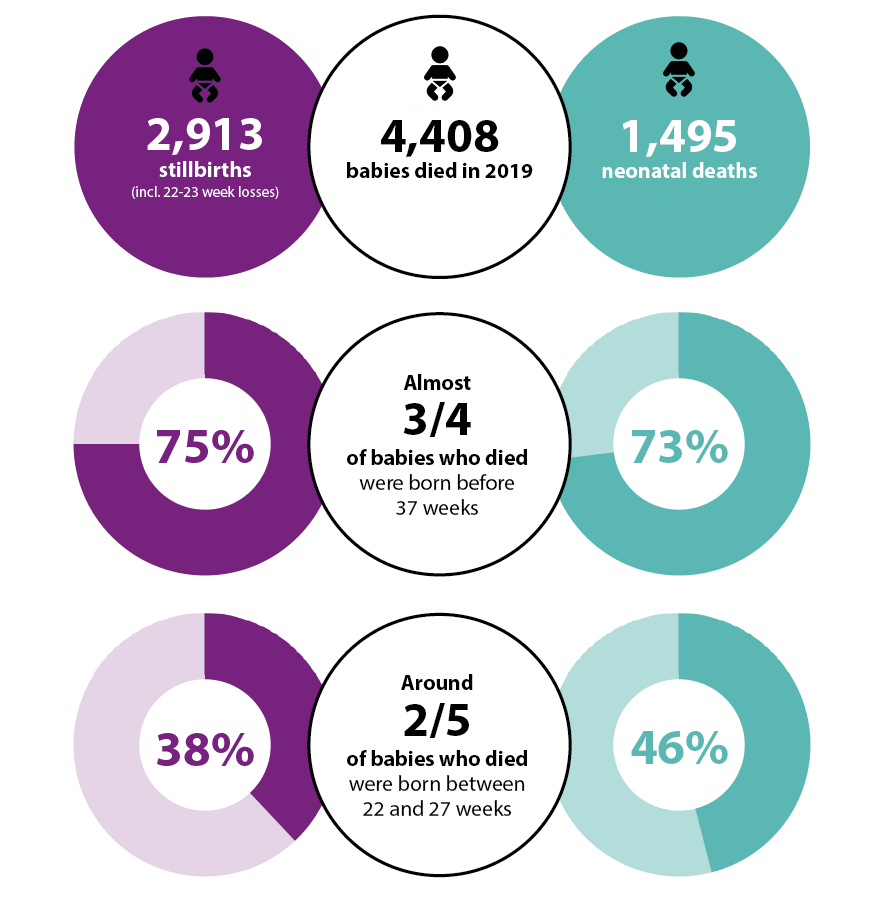 2,913
stillbirths
(incl. 22-23 week losses)
4,408
babies died in 2019
1,495
neonatal deaths
75%
Almost
3/4
of babies who died
were born before
37 weeks
73%
38%
Around
2/5
of babies who died
were born between
22 and 27 weeks
46%